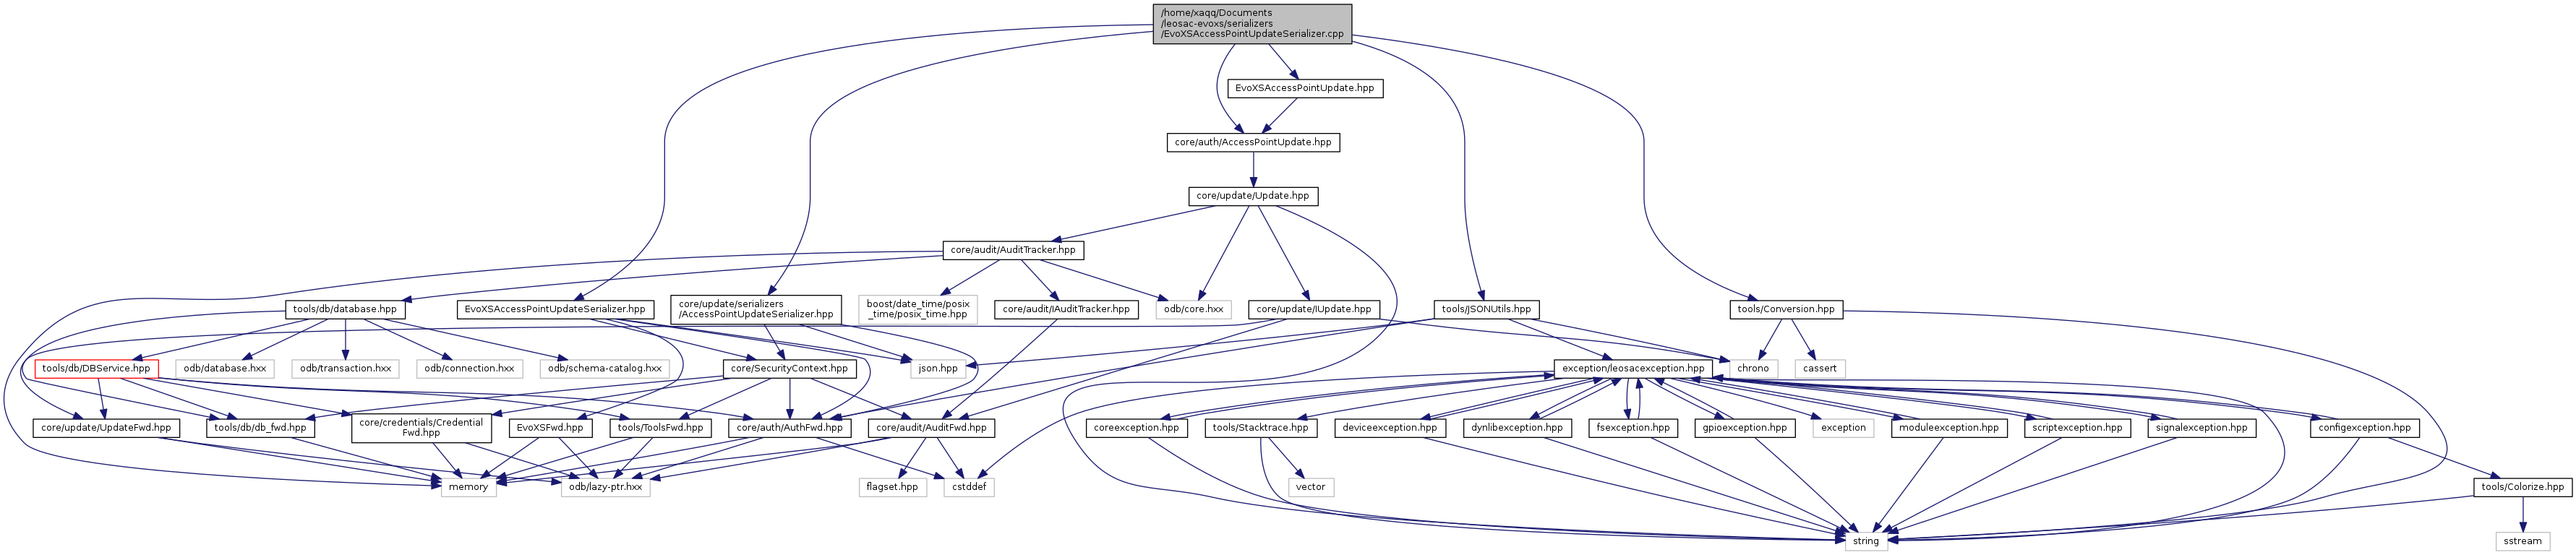 /home/xaqq/Documents
/leosac-evoxs/serializers
/EvoXSAccessPointUpdateSerializer.cpp
EvoXSAccessPointUpdate.hpp
core/auth/AccessPointUpdate.hpp
core/update/Update.hpp
core/audit/AuditTracker.hpp
tools/db/database.hpp
EvoXSAccessPointUpdateSerializer.hpp
core/update/serializers
/AccessPointUpdateSerializer.hpp
boost/date_time/posix
_time/posix_time.hpp
core/audit/IAuditTracker.hpp
odb/core.hxx
core/update/IUpdate.hpp
tools/JSONUtils.hpp
tools/Conversion.hpp
tools/db/DBService.hpp
odb/database.hxx
odb/transaction.hxx
odb/connection.hxx
odb/schema-catalog.hxx
core/SecurityContext.hpp
json.hpp
exception/leosacexception.hpp
chrono
cassert
core/update/UpdateFwd.hpp
tools/db/db_fwd.hpp
core/credentials/Credential
Fwd.hpp
EvoXSFwd.hpp
tools/ToolsFwd.hpp
core/auth/AuthFwd.hpp
core/audit/AuditFwd.hpp
coreexception.hpp
tools/Stacktrace.hpp
deviceexception.hpp
dynlibexception.hpp
fsexception.hpp
gpioexception.hpp
exception
moduleexception.hpp
scriptexception.hpp
signalexception.hpp
configexception.hpp
memory
odb/lazy-ptr.hxx
flagset.hpp
cstddef
vector
tools/Colorize.hpp
string
sstream